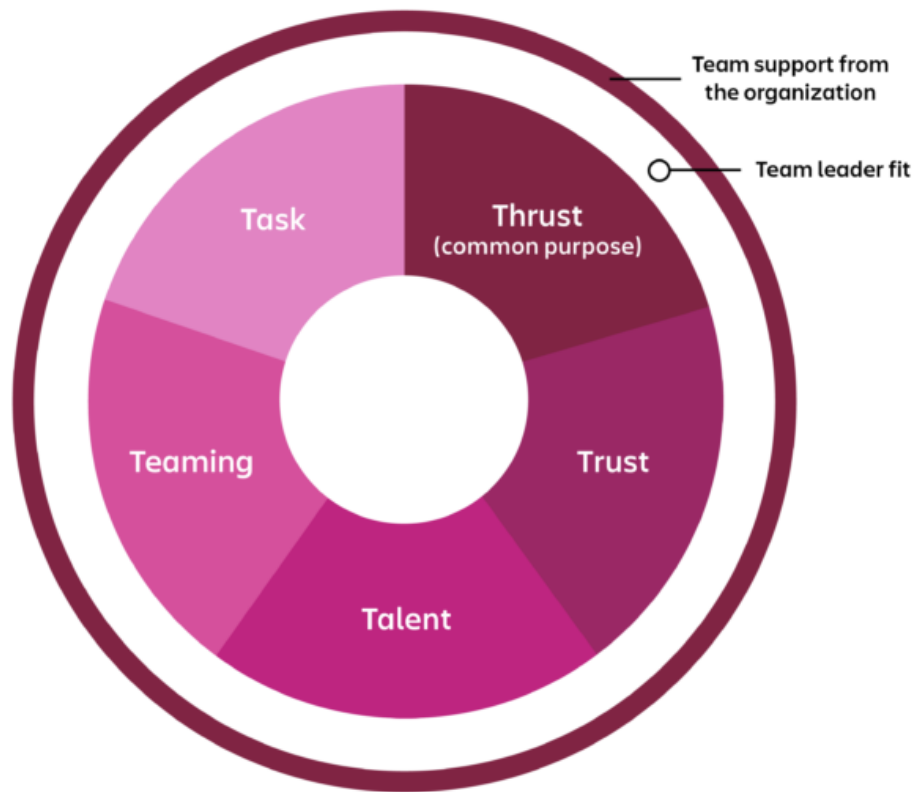 Team support from
the organization
Team leader fit
Task
Thrust
(common purpose)
Teaming
Trust
Talent